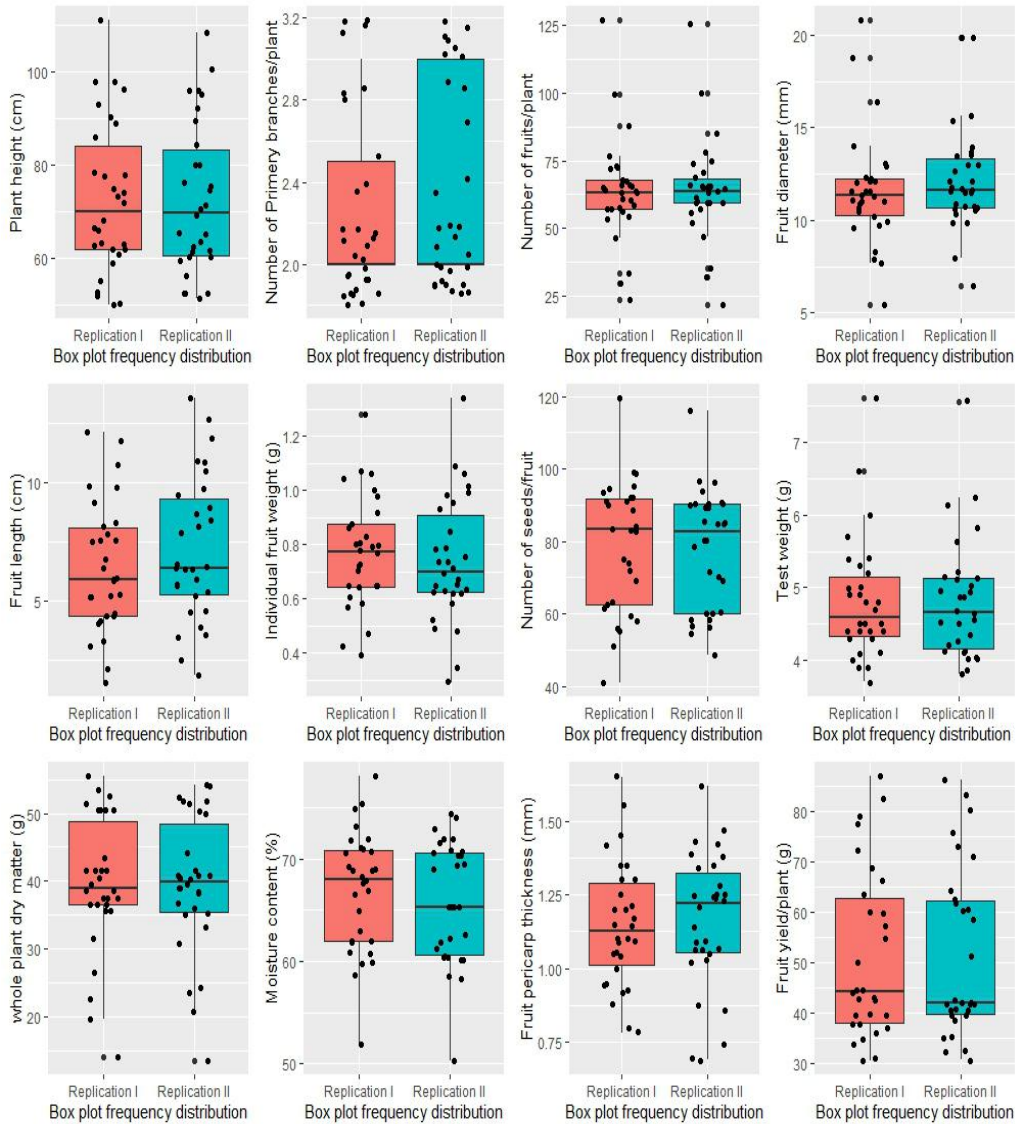 Plant height (cm)
100
80
60
Replication I Replication II
Box plot frequency distribution
Number of Primery branches/plant
3.2
2.8
2.4
2.0
Replication I Replication II
Box plot frequency distribution
Number of fruits/plant
125
100
75
50
25
Replication I Replication II
Box plot frequency distribution
Fruit diameter (mm)
20
15
10
5
Replication I Replication II
Box plot frequency distribution
Fruit length (cm)
10
5
Replication I Replication II
Box plot frequency distribution
Individual fruit weight (g)
1.2
1.0
0.8
0.6
0.4
Replication I Replication II
Box plot frequency distribution
Number of seeds/fruit
120
100
80
60
40
Replication I Replication II
Box plot frequency distribution
Test weight (g)
7
6
5
4
Replication I Replication II
Box plot frequency distribution
whole plant dry matter (g)
50
40
30
20
Replication I Replication II
Box plot frequency distribution
Moisture content (%)
70
60
50
Replication I Replication II
Box plot frequency distribution
Fruit pericarp thickness (mm)
1.50
1.25
1.00
0.75
Replication I Replication II
Box plot frequency distribution
Fruit yield/plant (g)
80
70
60
50
40
30
Replication I Replication II
Box plot frequency distribution